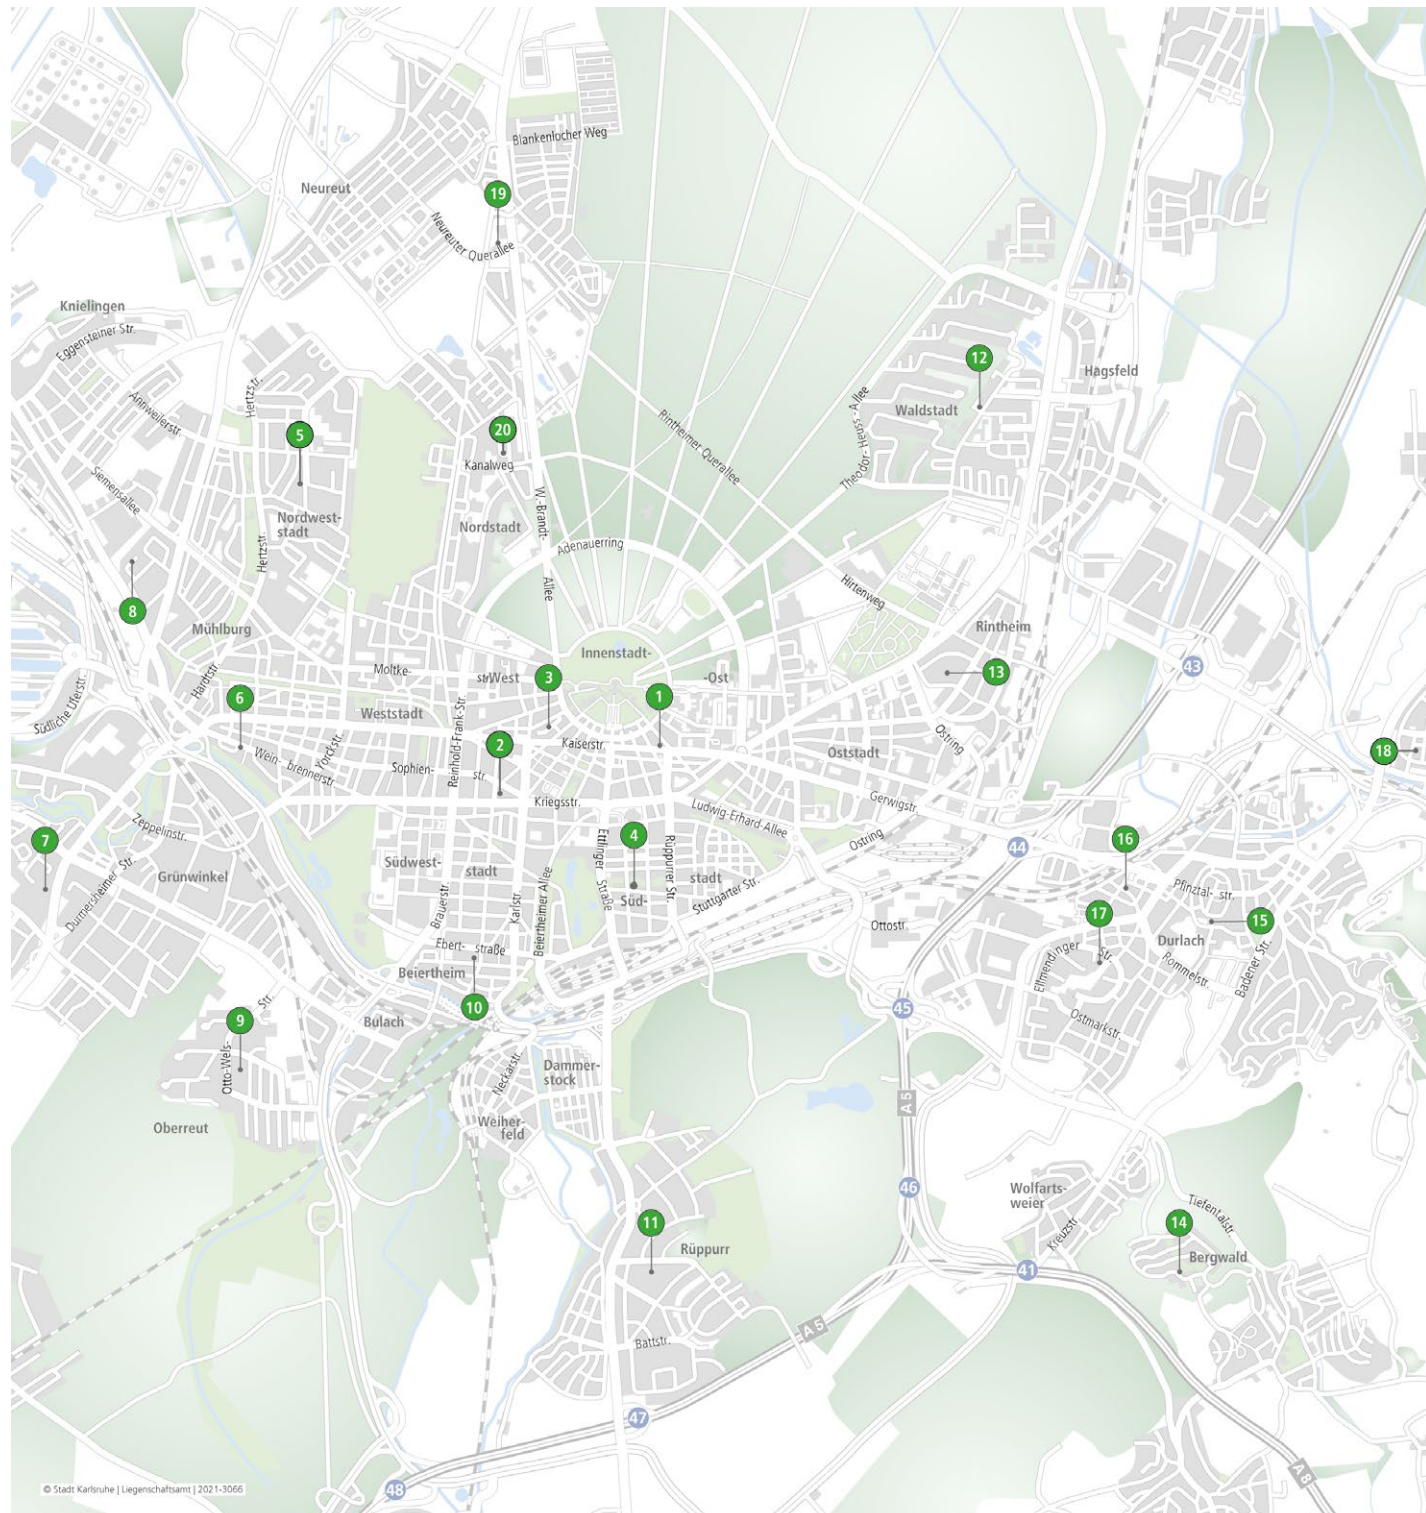 Blankenlocher Weg
Neureut
19
Neureuter Querallee
Knielingen
Eggensteiner Str.
12
Hagsfeld
Hertzstr.
Annweilerstr.
Waldstadt
Theodor-Heuss-Allee
Rintheimer Querallee
5
20
Kanalweg
Siemensallee
W.-Brandt-
Allee
Nordwest-
stadt
Nordstadt
Hertzstr.
Adenauerring
Hirtenweg
8
Mühlburg
Rintheim
Innenstadt-
Moltke-
str.
West
-Ost
3
13
43
Hardtstr.
6
1
Südliche Uferstr.
Weststadt
Reinhold-Frank-Str.
2
Kaiserstr.
Oststadt
Ostring
18
Yorckstr.
Wein-
brennerstr.
Sophien-
str.
Kriegsstr.
Gerwigstr.
Ludwig-Erhard-Allee
Zeppelinstr.
7
4
Ostring
44
16
Ettlinger Straße
Rüppurrer Str.
Durmersheimer Str.
Grünwinkel
Südwest-
stadt
Süd-
stadt
Stuttgarter Str.
Pfinztal-
str.
Brauerstr.
Karlstr.
Beiertheimer Allee
Ottostr.
17
15
Durlach
Ellmendinger
Str.
Rommelstr.
Badener Str.
Ebert-
straße
Beiertheim
10
45
9
Otto-Wels-
Str.
Bulach
Ostmarkstr.
Neckarstr.
Dammer-
stock
A 5
Weiher-
feld
Oberreut
46
Wolfarts-
weier
Kreuzstr.
Tiefentalstr.
11
14
Rüppurr
Bergwald
41
A 5
Battstr.
47
48
A 8
© Stadt Karlsruhe | Liegenschaftsamt | 2021-3066